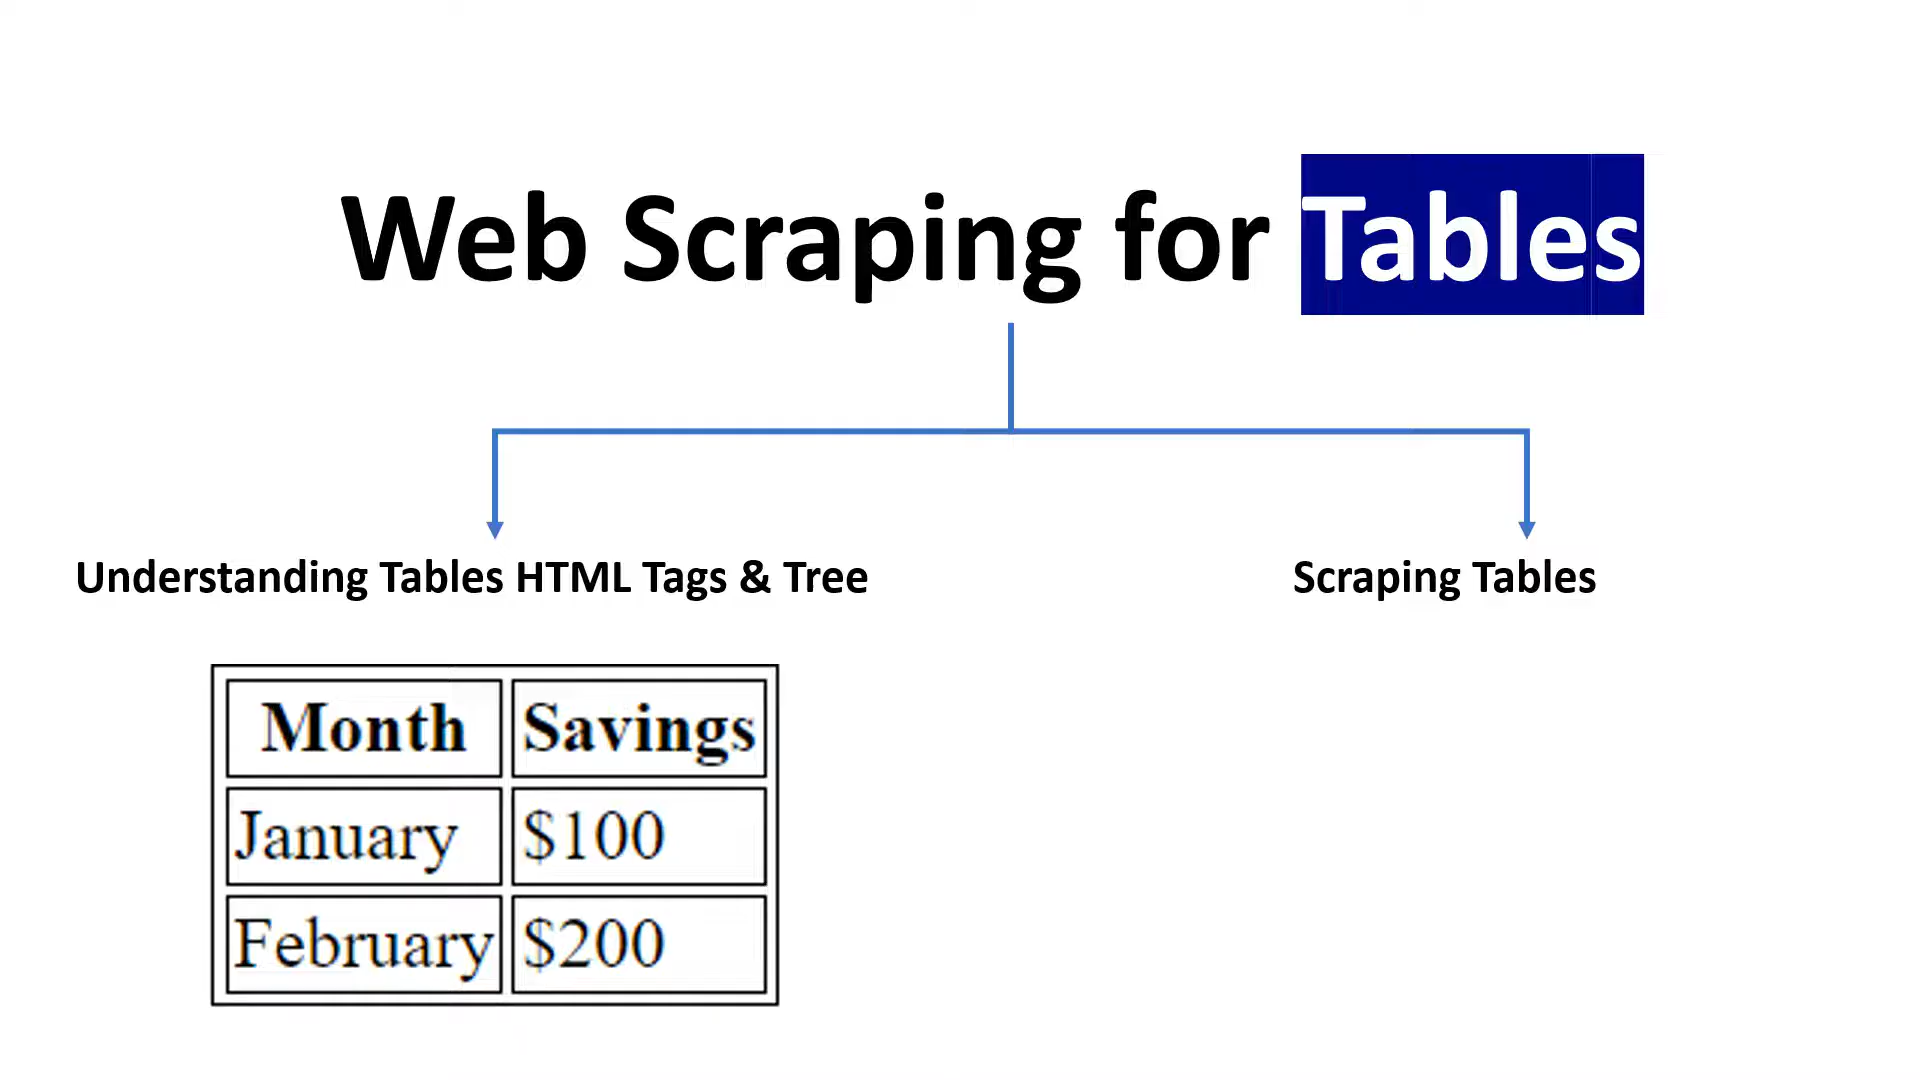 Web Scraping for Tables
Understanding Tables HTML Tags & Tree
Scraping Tables
Month Savings
January $100
February $200